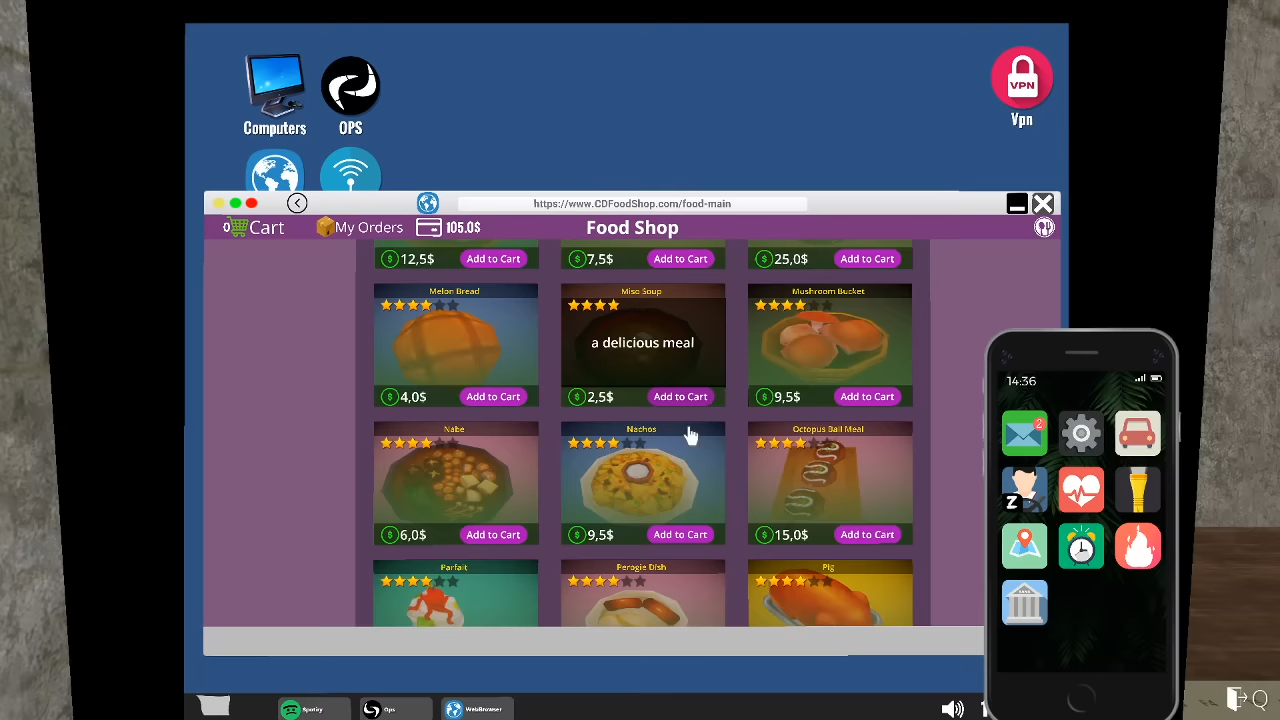 Computers
OPS
VPN
Vpn
https://www.CDFoodShop.com/food-main
0 Cart
My Orders
105.0$
Food Shop
12,5$ Add to Cart
7,5$ Add to Cart
25,0$ Add to Cart
Melon Bread
Miso Soup
Mushroom Bucket
a delicious meal
4,0$ Add to Cart
2,5$ Add to Cart
9,5$ Add to Cart
Nabe
Nachos
Octopus Ball Meal
6,0$ Add to Cart
9,5$ Add to Cart
15,0$ Add to Cart
Parfait
Perogie Dish
Pig
14:36
2
Z
BANK
Spotity
Ops
WebBrowser
Q